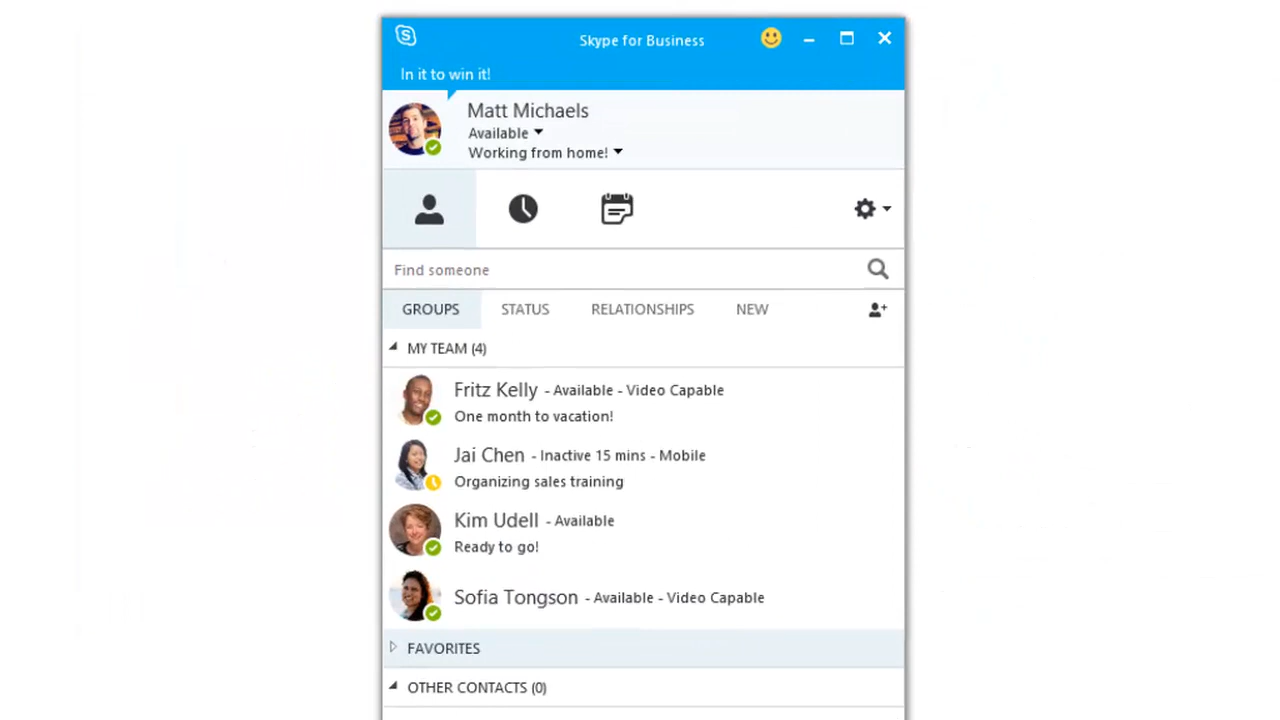 Skype for Business
In it to win it!
Matt Michaels
Available
Working from home!
Find someone
GROUPS STATUS RELATIONSHIPS NEW
MY TEAM (4)
Fritz Kelly - Available - Video Capable
One month to vacation!
Jai Chen - Inactive 15 mins - Mobile
Organizing sales training
Kim Udell - Available
Ready to go!
Sofia Tongson - Available - Video Capable
FAVORITES
OTHER CONTACTS (0)